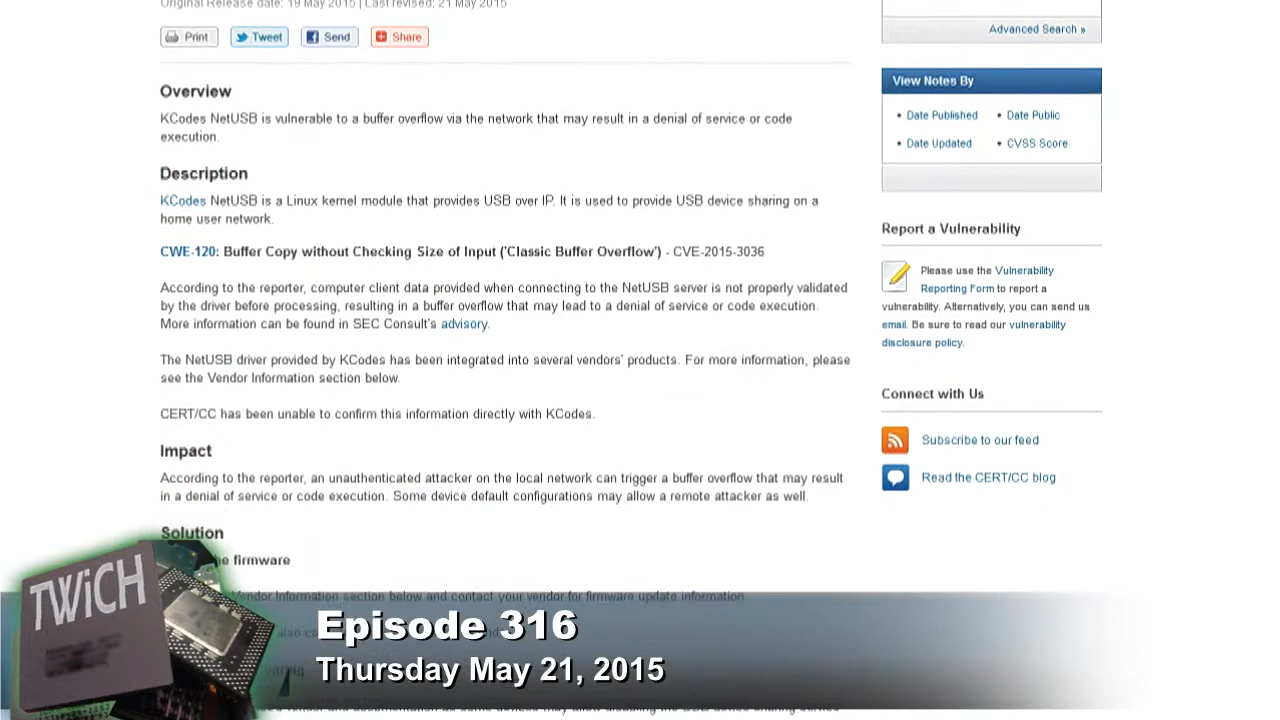 Original Release date: 19 May 2015 | Last revised: 21 May 2015
Print Tweet Send Share
Overview
KCodes NetUSB is vulnerable to a buffer overflow via the network that may result in a denial of service or code
execution.
Description
KCodes NetUSB is a Linux kernel module that provides USB over IP. It is used to provide USB device sharing on a
home user network.
CWE-120: Buffer Copy without Checking Size of Input ('Classic Buffer Overflow') - CVE-2015-3036
According to the reporter, computer client data provided when connecting to the NetUSB server is not properly validated
by the driver before processing, resulting in a buffer overflow that may lead to a denial of service or code execution.
More information can be found in SEC Consult's advisory.
The NetUSB driver provided by KCodes has been integrated into several vendors' products. For more information, please
see the Vendor Information section below.
CERT/CC has been unable to confirm this information directly with KCodes.
Impact
According to the reporter, an unauthenticated attacker on the local network can trigger a buffer overflow that may result
in a denial of service or code execution. Some device default configurations may allow a remote attacker as well.
Solution
firmware
Vendor Information section below and contact your vendor for firmware update information
Advanced Search »
View Notes By
• Date Published • Date Public
• Date Updated • CVSS Score
Report a Vulnerability
Please use the Vulnerability
Reporting Form to report a
vulnerability. Alternatively, you can send us
email. Be sure to read our vulnerability
disclosure policy.
Connect with Us
Subscribe to our feed
Read the CERT/CC blog
TWiCH
Episode 316
Thursday May 21, 2015